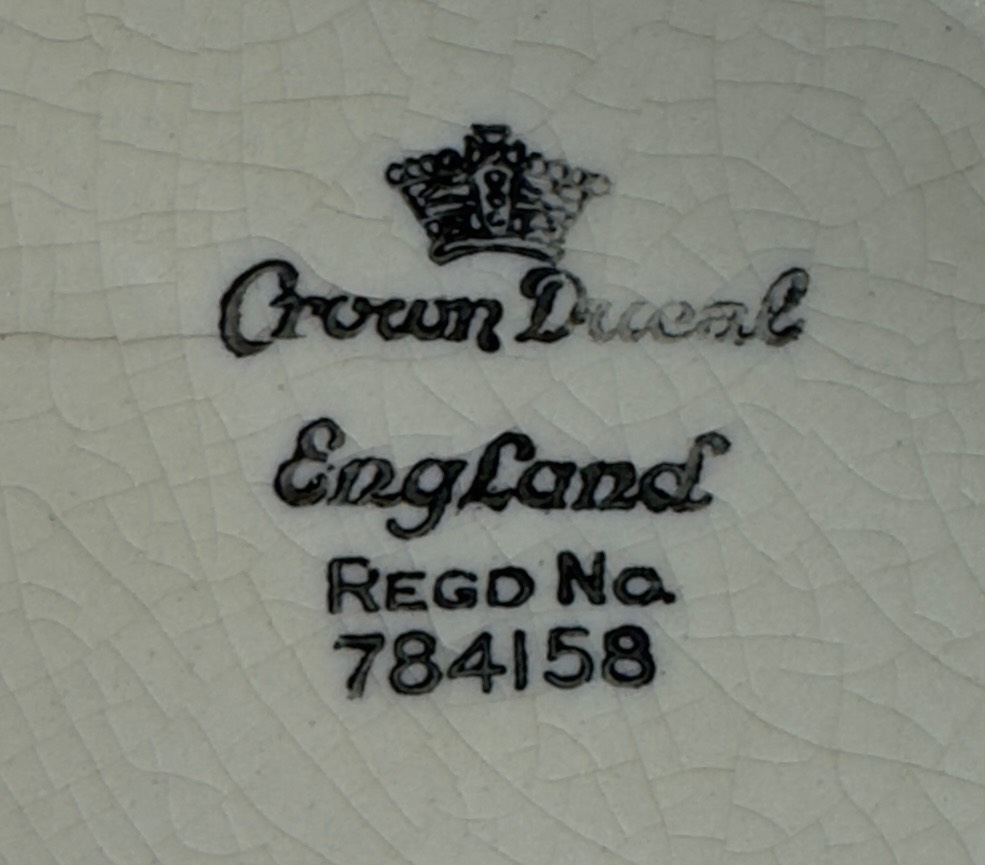 Crown Ducal
England
REGD NO.
784158